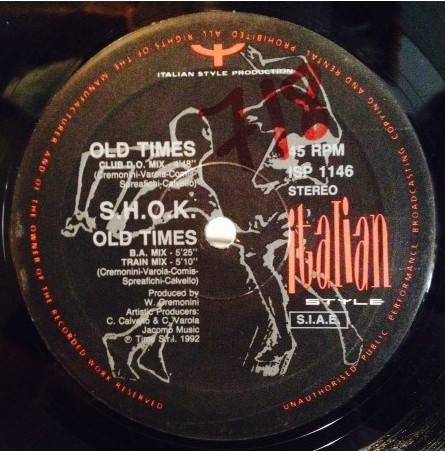 ALL RIGHTS OF THE MANUFACTURER AND OF THE OWNER OF THE RECORDED WORK RESERVED
UNAUTHORISED PUBLIC PERFORMANCE BROADCASTING COPYING AND RENTAL PROHIBITED
ITALIAN STYLE PRODUCTION
718
OLD TIMES
CLUB D.O. MIX - 4'48"
(Cremonini-Varola-Comis-
Spreafichi-Calvello)
45 RPM
ISP 1146
STEREO
S.H.O.K.
OLD TIMES
B.A. MIX - 5'25"
TRAIN MIX - 5'10"
(Cremonini-Varola-Comis-
Spreafichi-Calvello)
Italian
STYLE
S.I.A.E.
Produced by
W. Cremonini
Artistic Producers:
C. Calvello & C. Varola
Jacomo Music
℗ Time S.r.l. 1992